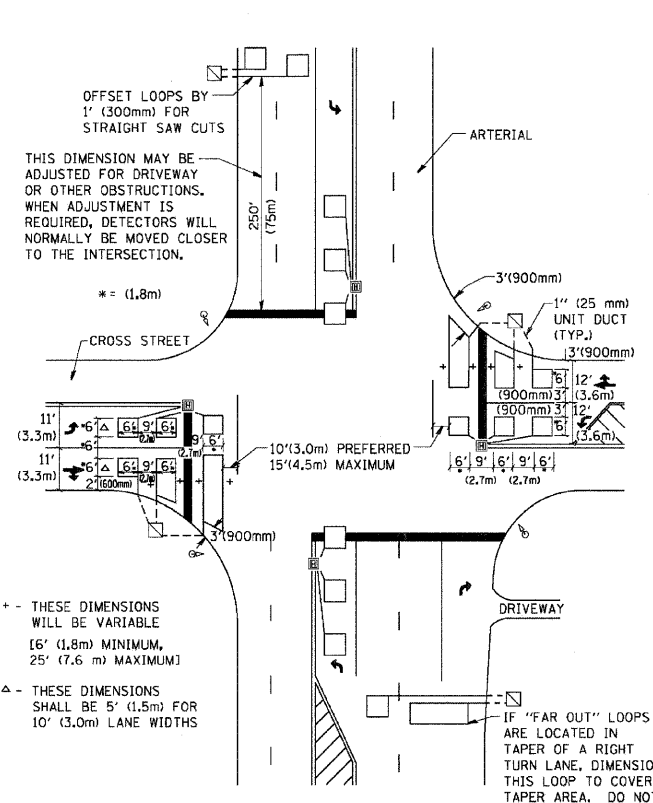 OFFSET LOOPS BY
1' (300mm) FOR
STRAIGHT SAW CUTS
ARTERIAL
THIS DIMENSION MAY BE
ADJUSTED FOR DRIVEWAY
OR OTHER OBSTRUCTIONS.
WHEN ADJUSTMENT IS
REQUIRED, DETECTORS WILL
NORMALLY BE MOVED CLOSER
TO THE INTERSECTION.
250'
(75m)
* = (1.8m)
H
3'(900mm)
1" (25 mm)
UNIT DUCT
(TYP.)
CROSS STREET
3'(900mm)
6'
12'
(3.6m)
(900mm) 3'
(900mm) 3'
12'
(3.6m)
6'
H
11'
(3.3m)
*6'
Δ
6' 9' 6'
(2.7m)
*6'
9' 6'
(2.7m)
11'
(3.3m)
*6'
Δ
6' 9' 6'
(2.7m)
2' (600mm)
10'(3.0m) PREFERRED
15'(4.5m) MAXIMUM
H
6' 9' 6' 9' 6'
(2.7m) (2.7m)
3'(900mm)
H
+ - THESE DIMENSIONS
WILL BE VARIABLE
[6' (1.8m) MINIMUM,
25' (7.6 m) MAXIMUM]
DRIVEWAY
Δ - THESE DIMENSIONS
SHALL BE 5' (1.5m) FOR
10' (3.0m) LANE WIDTHS
IF "FAR OUT" LOOPS
ARE LOCATED IN
TAPER OF A RIGHT
TURN LANE, DIMENSIO
THIS LOOP TO COVER
TAPER AREA. DO NO